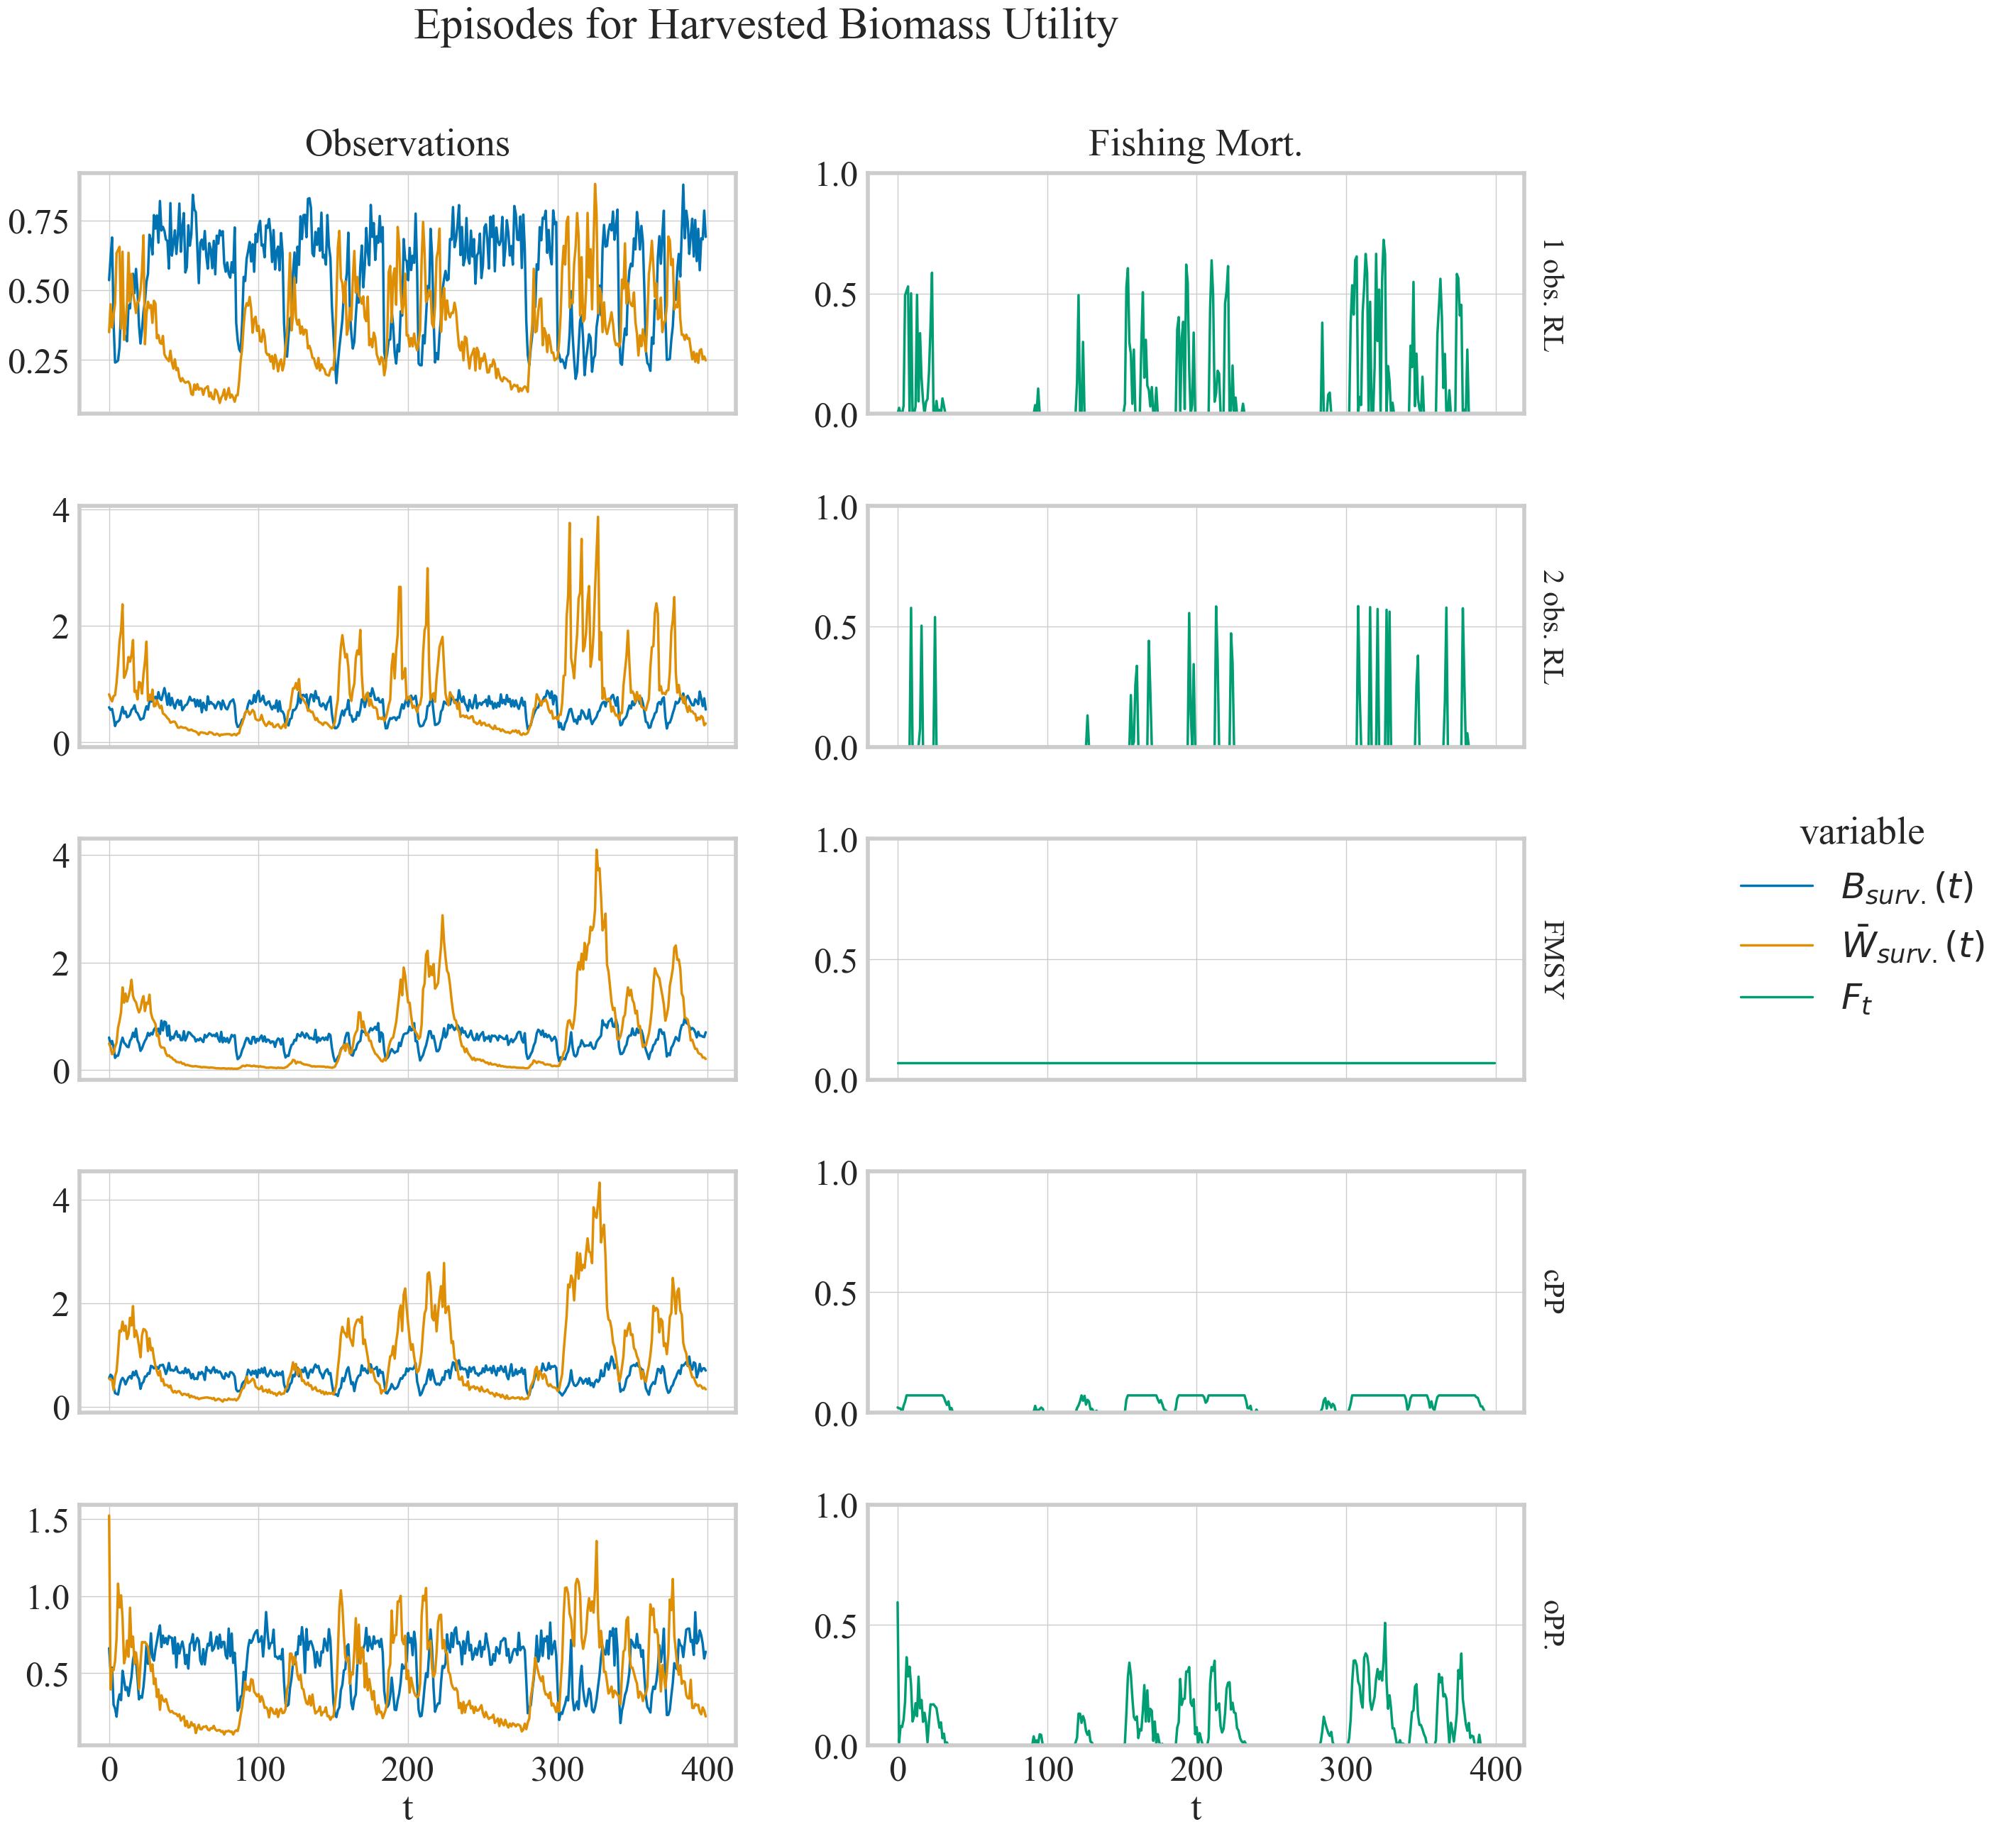 Episodes for Harvested Biomass Utility
Observations
Fishing Mort.
0.75
0.50
0.25
1.0
0.5
0.0
1 obs. RL
4
2
0
1.0
0.5
0.0
2 obs. RL
4
2
0
1.0
0.5
0.0
FMSY
4
2
0
1.0
0.5
0.0
cPP
1.5
1.0
0.5
1.0
0.5
0.0
oPP.
0 100 200 300 400
t
0 100 200 300 400
t
variable
B_{surv.}(t)
W̄_{surv.}(t)
F_t